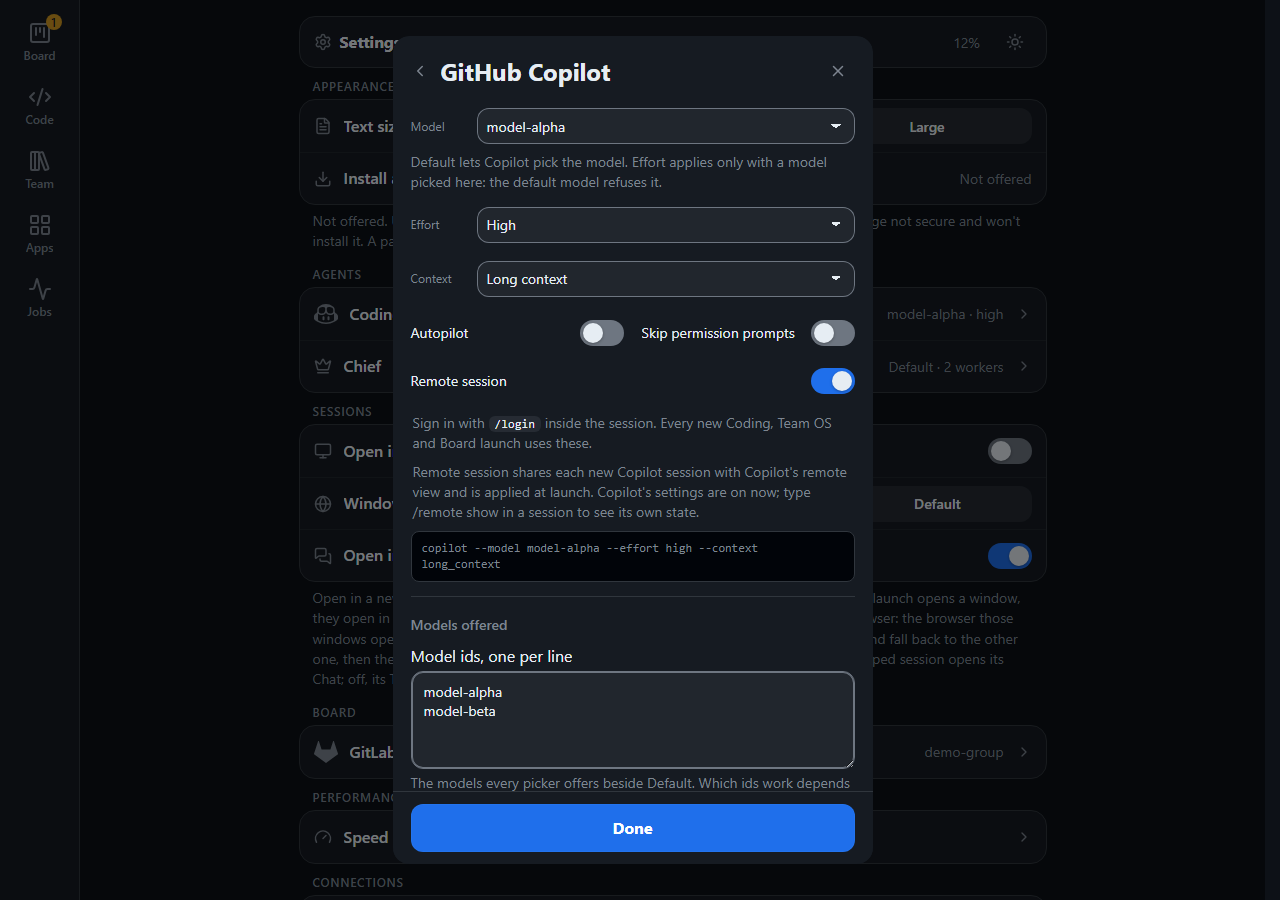 1
Board
Code
Team
Apps
Jobs
Settings
12%
APPEARANCE
Text siz
Large
Install a
Not offered
Not offered.
ge not secure and won't
install it. A pa
AGENTS
Codin
model-alpha · high
Chief
Default · 2 workers
SESSIONS
Open i
Windo
Default
Open i
Open in a ne
launch opens a window,
they open in
wser: the browser those
windows ope
nd fall back to the other
one, then the
ped session opens its
Chat; off, its T
BOARD
GitLab
demo-group
PERFORMANC
Speed
CONNECTIONS
GitHub Copilot
Model
model-alpha
Default lets Copilot pick the model. Effort applies only with a model
picked here: the default model refuses it.
Effort
High
Context
Long context
Autopilot
Skip permission prompts
Remote session
Sign in with /login inside the session. Every new Coding, Team OS
and Board launch uses these.
Remote session shares each new Copilot session with Copilot's remote
view and is applied at launch. Copilot's settings are on now; type
/remote show in a session to see its own state.
copilot --model model-alpha --effort high --context
long_context
Models offered
Model ids, one per line
model-alpha
model-beta
The models every picker offers beside Default. Which ids work depends
Done